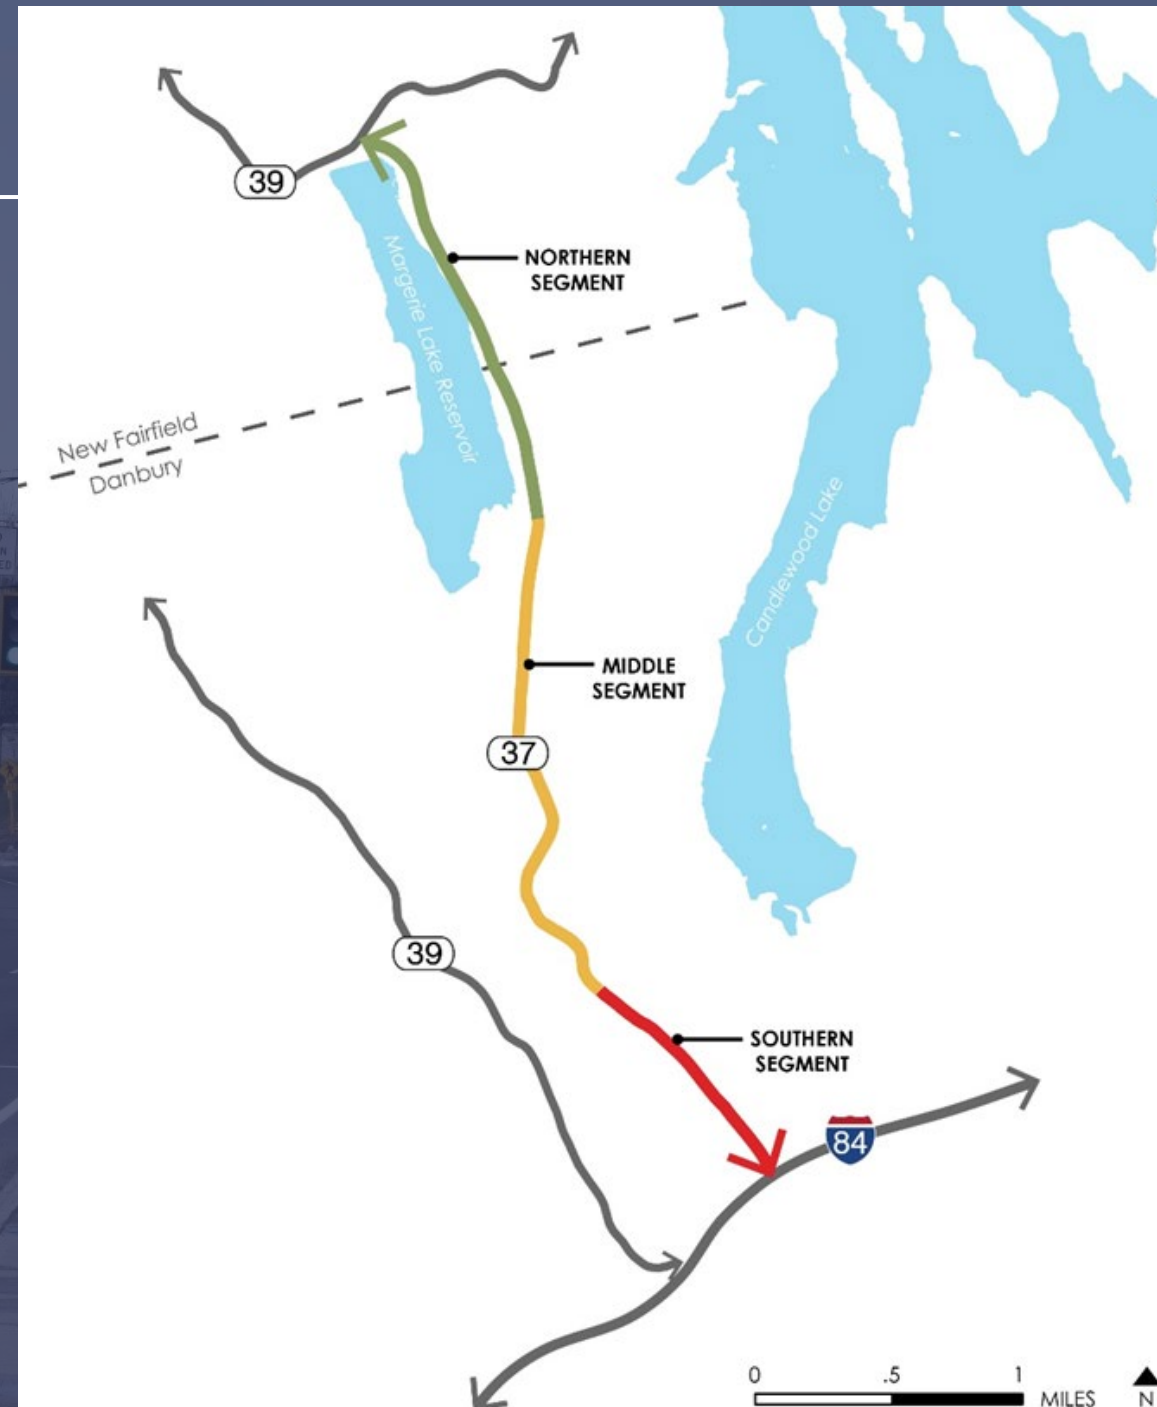 39
NORTHERN
SEGMENT
Margerie Lake Reservoir
New Fairfield
Danbury
Candlewood Lake
MIDDLE
SEGMENT
37
39
SOUTHERN
SEGMENT
84
0 .5 1
MILES
N